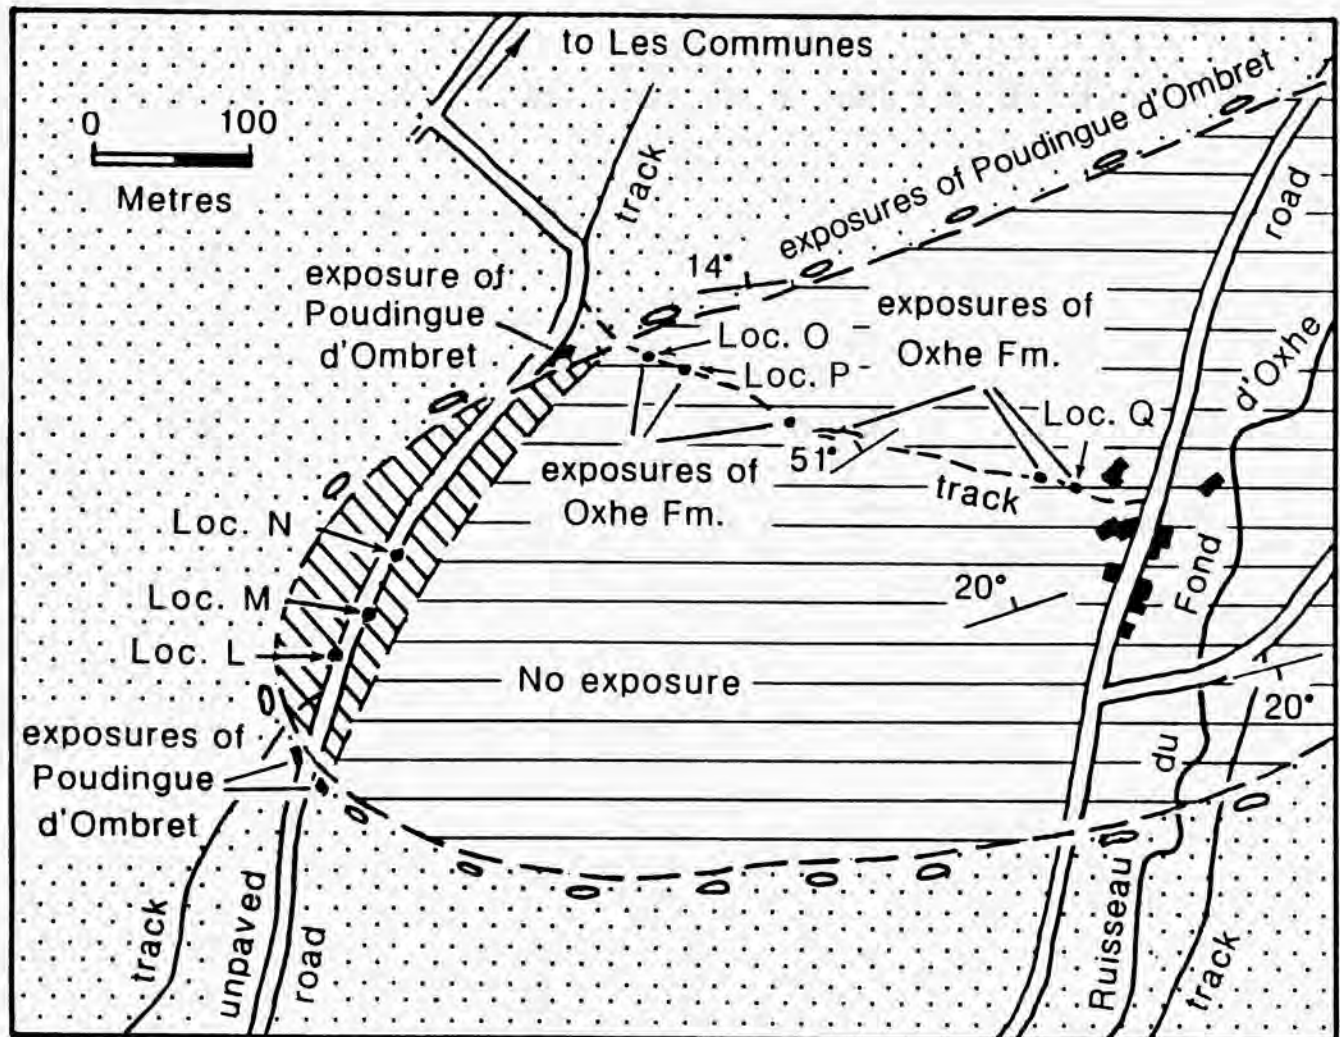 to Les Communes
0 100
Metres
track
exposures of Poudingue d'Ombret
road
exposure of
Poudingue
d'Ombret
14°
exposures of
Oxhe Fm.
Loc. O
Loc. P
d'Oxhe
Loc. Q
51°
exposures of
Oxhe Fm.
track
Loc. N
Fond
Loc. M
20°
Loc. L
No exposure
20°
exposures of
Poudingue
d'Ombret
du
track
unpaved
road
Ruisseau
track